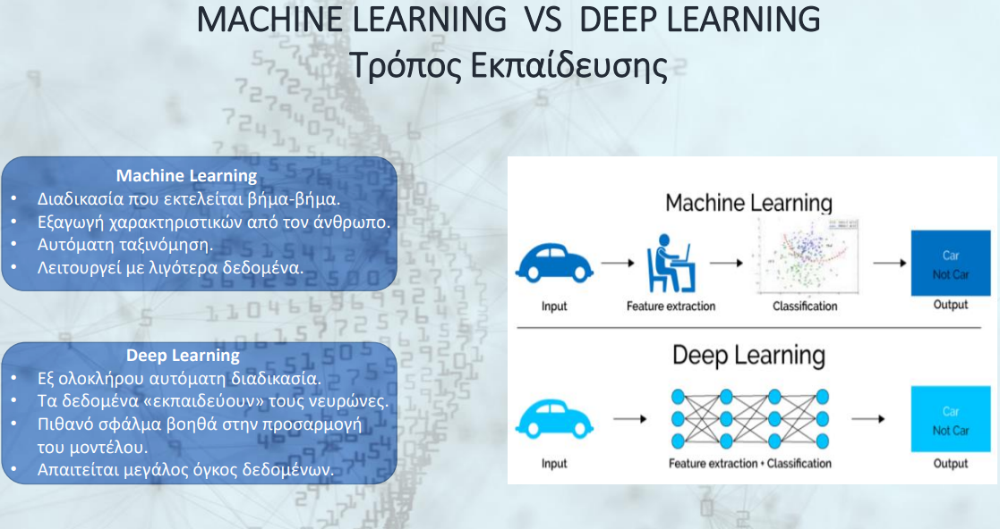 MACHINE LEARNING VS DEEP LEARNING
Τρόπος Εκπαίδευσης
Machine Learning
• Διαδικασία που εκτελείται βήμα-βήμα.
• Εξαγωγή χαρακτηριστικών από τον άνθρωπο.
• Αυτόματη ταξινόμηση.
• Λειτουργεί με λιγότερα δεδομένα.
Deep Learning
• Εξ ολοκλήρου αυτόματη διαδικασία.
• Τα δεδομένα «εκπαιδεύουν» τους νευρώνες.
• Πιθανό σφάλμα βοηθά στην προσαρμογή
του μοντέλου.
• Απαιτείται μεγάλος όγκος δεδομένων.
Machine Learning
Car
Not Car
Input
Feature extraction
Classification
Output
Deep Learning
Car
Not Car
Input
Feature extraction + Classification
Output